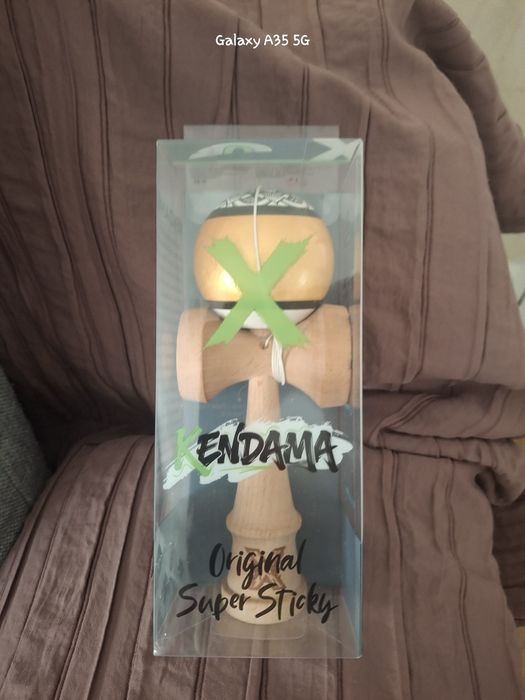 Galaxy A35 5G
X
KENDAMA
Original
Super Sticky